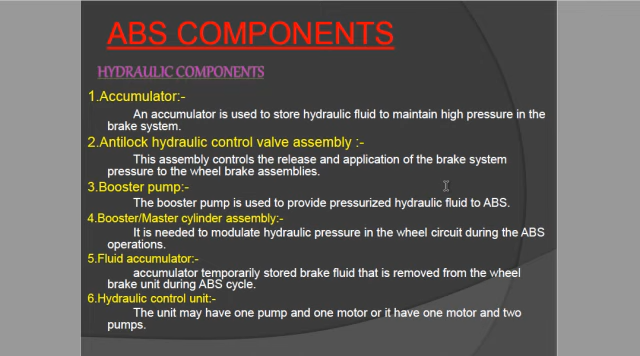 ABS COMPONENTS
HYDRAULIC COMPONENTS
1.Accumulator:-
An accumulator is used to store hydraulic fluid to maintain high pressure in the
brake system.
2.Antilock hydraulic control valve assembly :-
This assembly controls the release and application of the brake system
pressure to the wheel brake assemblies.
3.Booster pump:-
The booster pump is used to provide pressurized hydraulic fluid to ABS.
4.Booster/Master cylinder assembly:-
It is needed to modulate hydraulic pressure in the wheel circuit during the ABS
operations.
5.Fluid accumulator:-
accumulator temporarily stored brake fluid that is removed from the wheel
brake unit during ABS cycle.
6.Hydraulic control unit:-
The unit may have one pump and one motor or it have one motor and two
pumps.